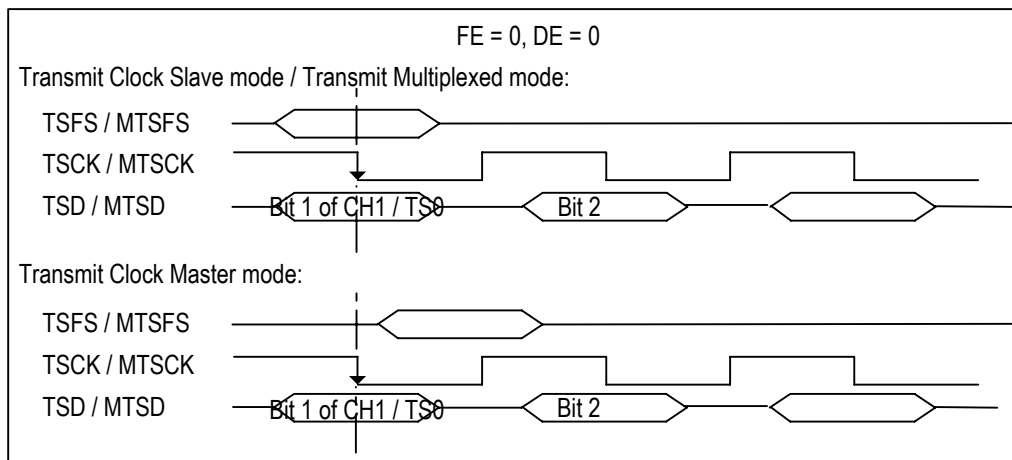 FE = 0, DE = 0
Transmit Clock Slave mode / Transmit Multiplexed mode:
TSFS / MTSFS
TSCK / MTSCK
TSD / MTSD Bit 1 of CH1 / TS0 Bit 2
Transmit Clock Master mode:
TSFS / MTSFS
TSCK / MTSCK
TSD / MTSD Bit 1 of CH1 / TS0 Bit 2